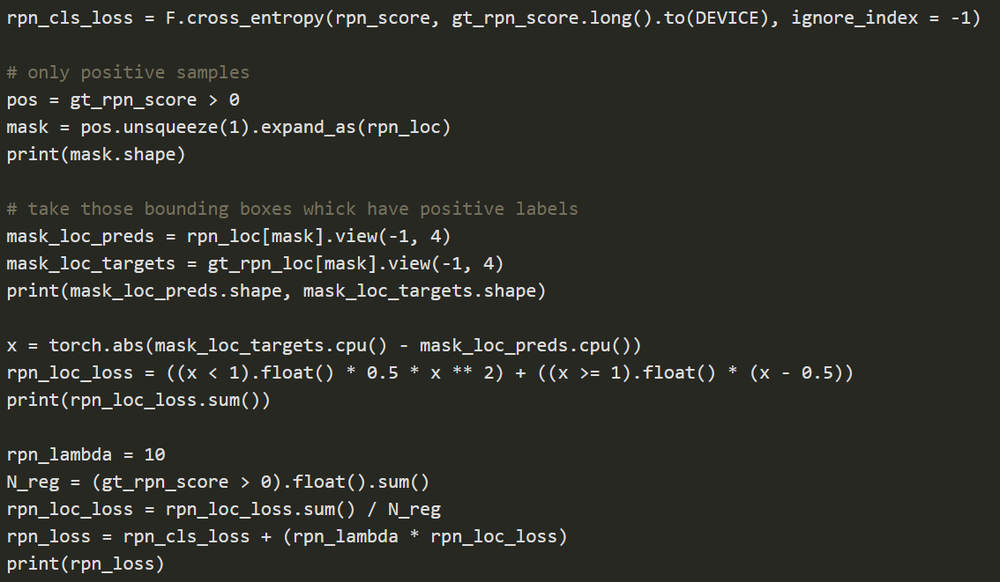 rpn_cls_loss = F.cross_entropy(rpn_score, gt_rpn_score.long().to(DEVICE), ignore_index = -1)
# only positive samples
pos = gt_rpn_score > 0
mask = pos.unsqueeze(1).expand_as(rpn_loc)
print(mask.shape)
# take those bounding boxes whick have positive labels
mask_loc_preds = rpn_loc[mask].view(-1, 4)
mask_loc_targets = gt_rpn_loc[mask].view(-1, 4)
print(mask_loc_preds.shape, mask_loc_targets.shape)
x = torch.abs(mask_loc_targets.cpu() - mask_loc_preds.cpu())
rpn_loc_loss = ((x < 1).float() * 0.5 * x ** 2) + ((x >= 1).float() * (x - 0.5))
print(rpn_loc_loss.sum())
rpn_lambda = 10
N_reg = (gt_rpn_score > 0).float().sum()
rpn_loc_loss = rpn_loc_loss.sum() / N_reg
rpn_loss = rpn_cls_loss + (rpn_lambda * rpn_loc_loss)
print(rpn_loss)